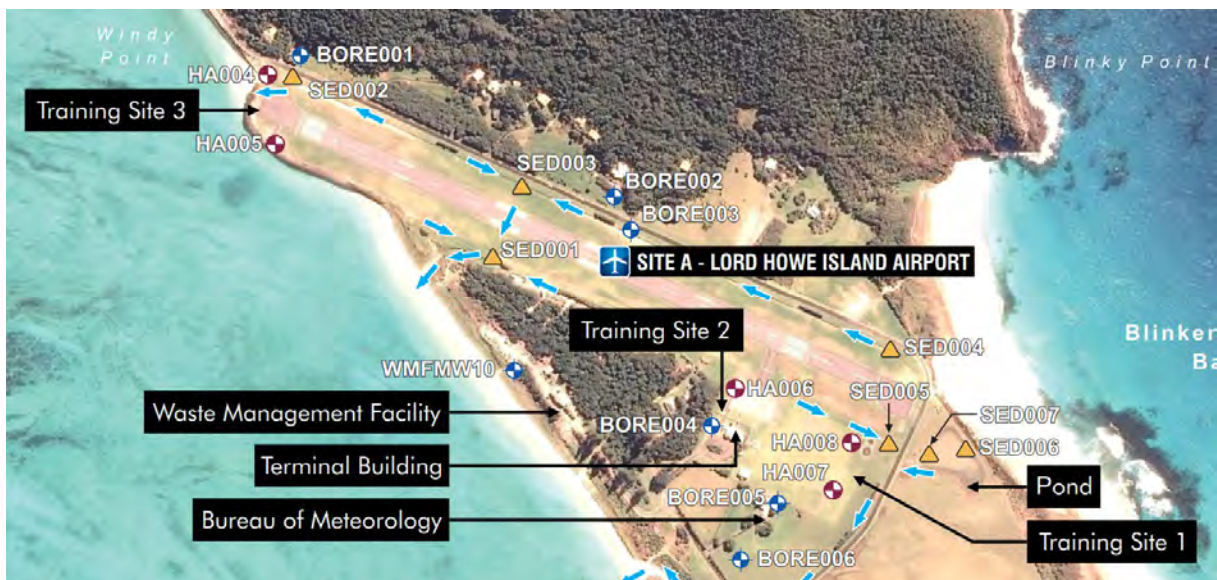 Windy
Point
BORE001
HA004
SED002
Blinky Point
Training Site 3
HA005
SED003
BORE002
BORE003
SED001
SITE A - LORD HOWE ISLAND AIRPORT
Training Site 2
Blinken
Ba
SED004
WMFMW10
HA006
SED005
Waste Management Facility
SED007
BORE004
HA008
SED006
Terminal Building
HA007
Pond
BORE005
Bureau of Meteorology
Training Site 1
BORE006